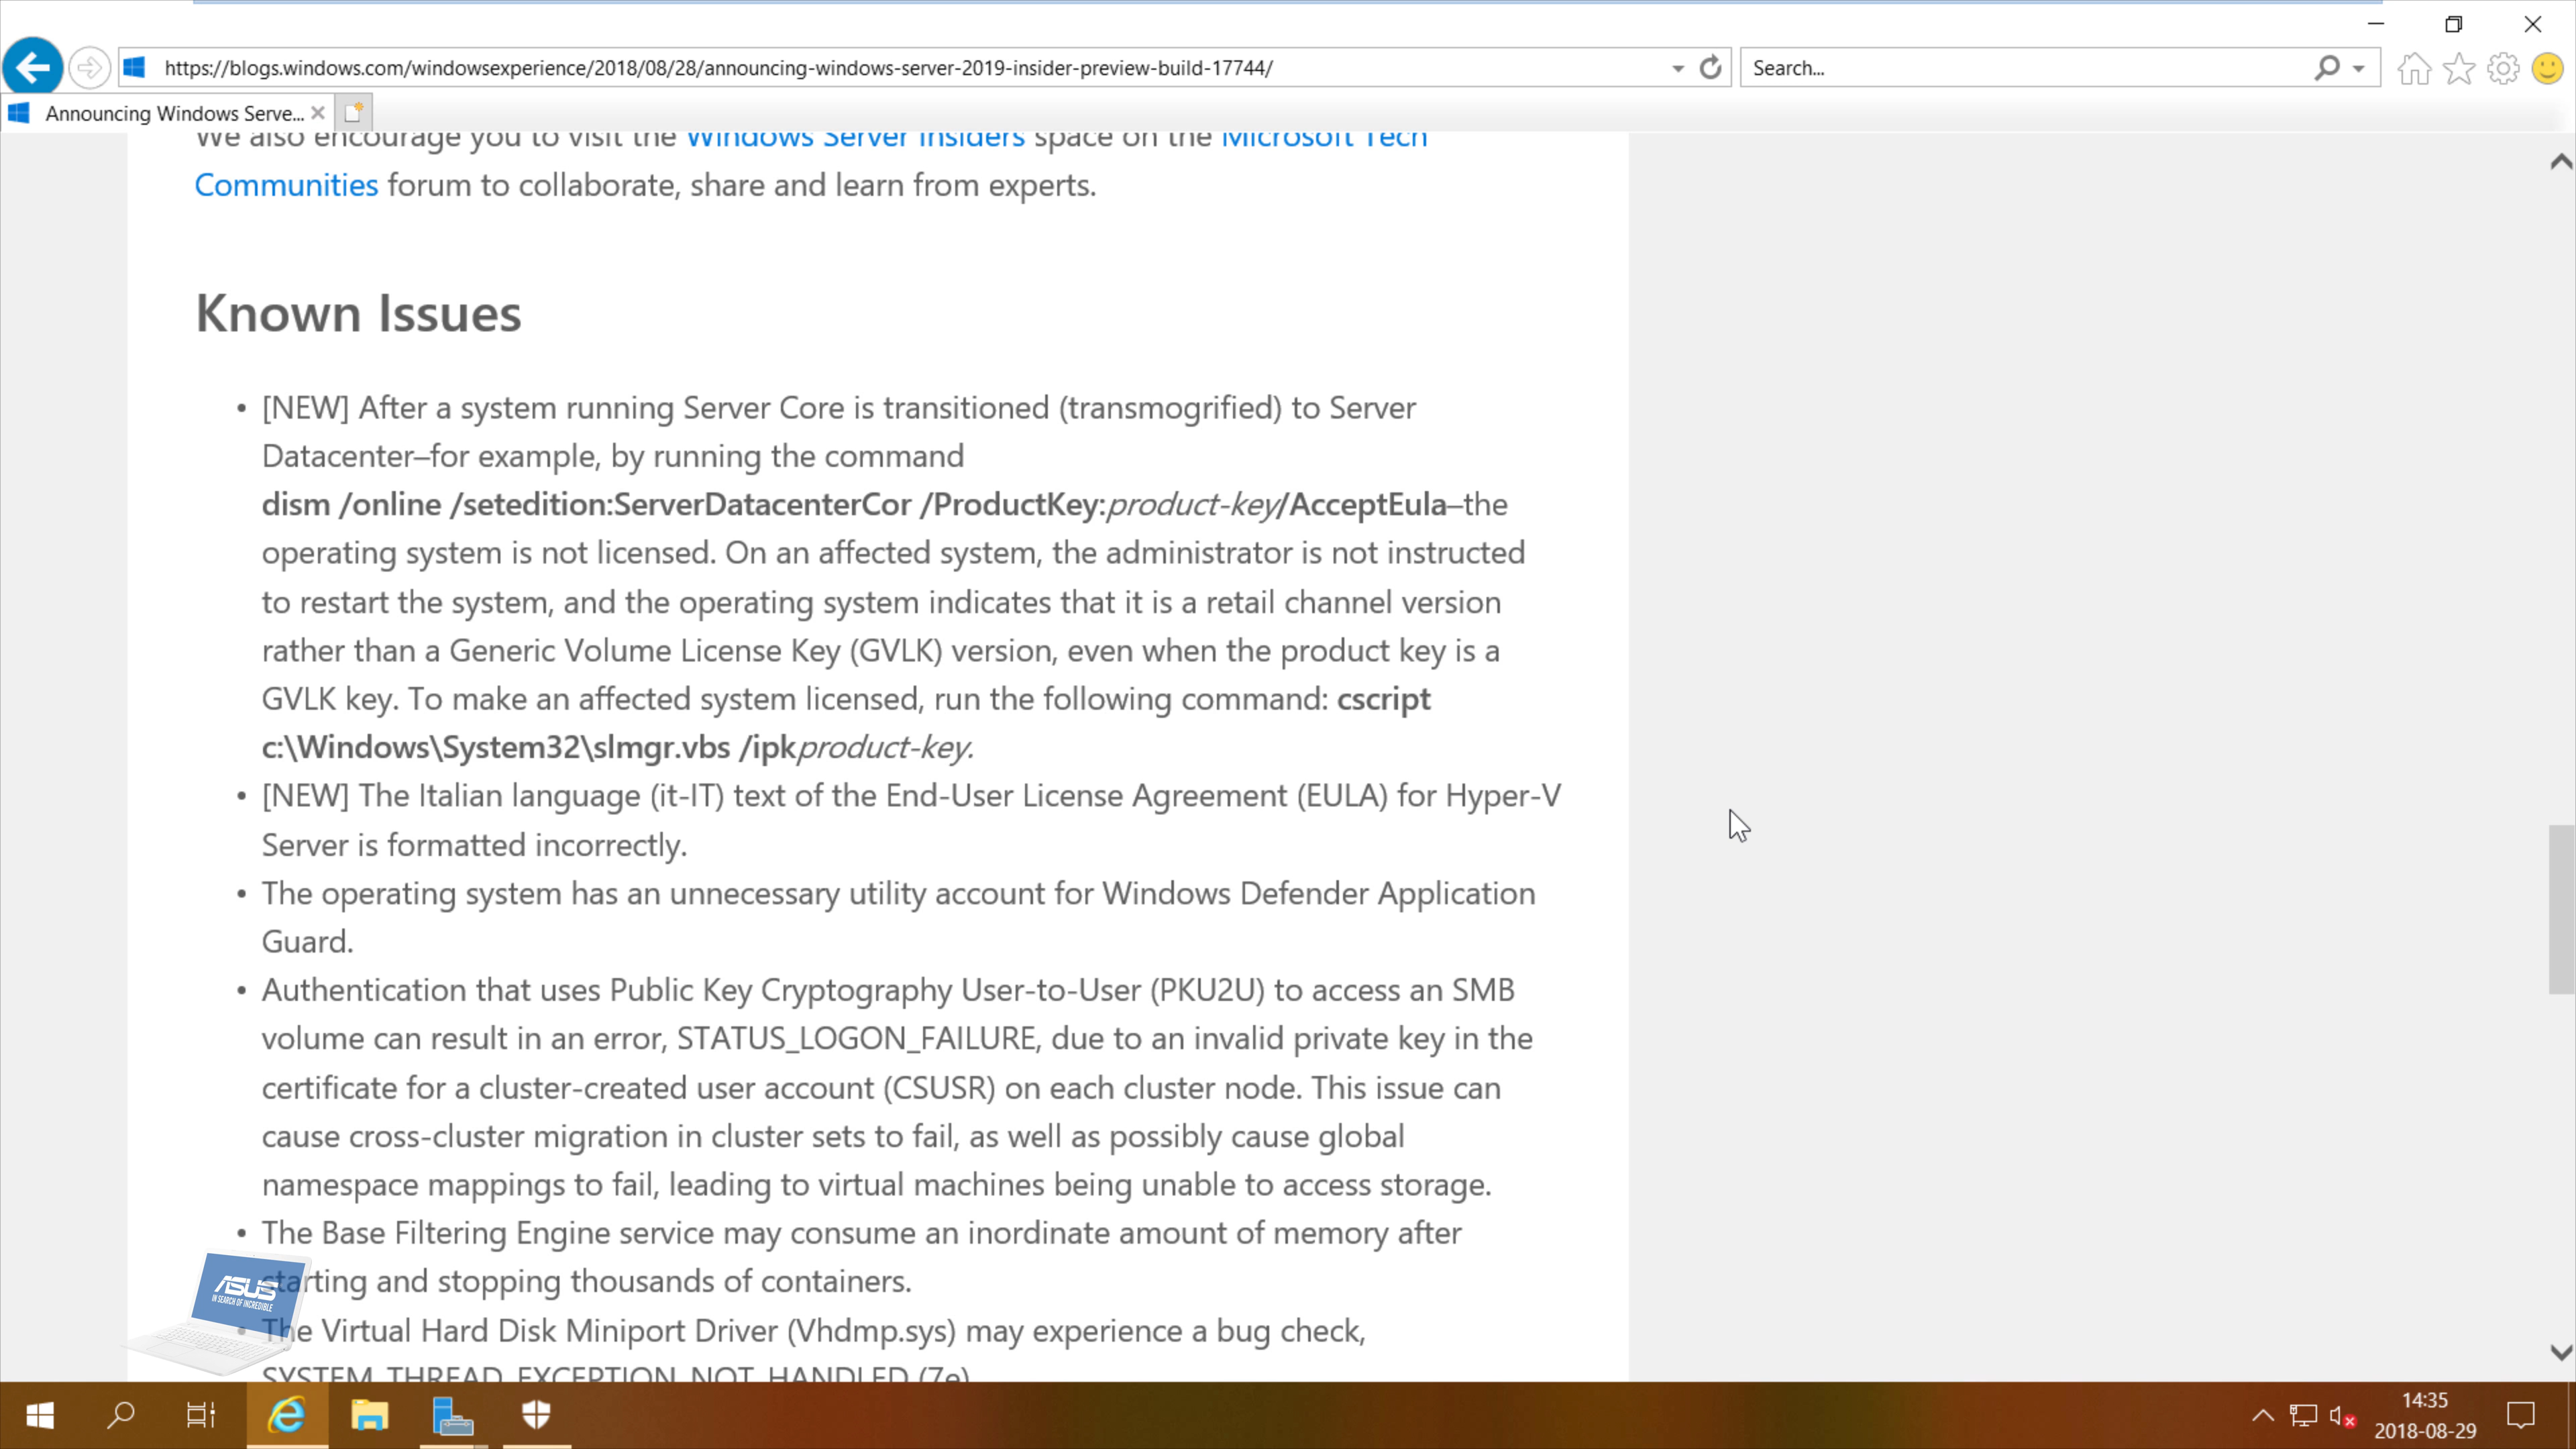 https://blogs.windows.com/windowsexperience/2018/08/28/announcing-windows-server-2019-insider-preview-build-17744/
Search...
Announcing Windows Serve...
We also encourage you to visit the Windows Server Insiders space on the Microsoft Tech
Communities forum to collaborate, share and learn from experts.
Known Issues
• [NEW] After a system running Server Core is transitioned (transmogrified) to Server
Datacenter–for example, by running the command
dism /online /setedition:ServerDatacenterCor /ProductKey:product-key/AcceptEula–the
operating system is not licensed. On an affected system, the administrator is not instructed
to restart the system, and the operating system indicates that it is a retail channel version
rather than a Generic Volume License Key (GVLK) version, even when the product key is a
GVLK key. To make an affected system licensed, run the following command: cscript
c:\Windows\System32\slmgr.vbs /ipkproduct-key.
• [NEW] The Italian language (it-IT) text of the End-User License Agreement (EULA) for Hyper-V
Server is formatted incorrectly.
• The operating system has an unnecessary utility account for Windows Defender Application
Guard.
• Authentication that uses Public Key Cryptography User-to-User (PKU2U) to access an SMB
volume can result in an error, STATUS_LOGON_FAILURE, due to an invalid private key in the
certificate for a cluster-created user account (CSUSR) on each cluster node. This issue can
cause cross-cluster migration in cluster sets to fail, as well as possibly cause global
namespace mappings to fail, leading to virtual machines being unable to access storage.
• The Base Filtering Engine service may consume an inordinate amount of memory after
starting and stopping thousands of containers.
• The Virtual Hard Disk Miniport Driver (Vhdmp.sys) may experience a bug check,
SYSTEM_THREAD_EXCEPTION_NOT_HANDLED (7e)
ASUS
IN SEARCH OF INCREDIBLE
14:35
2018-08-29